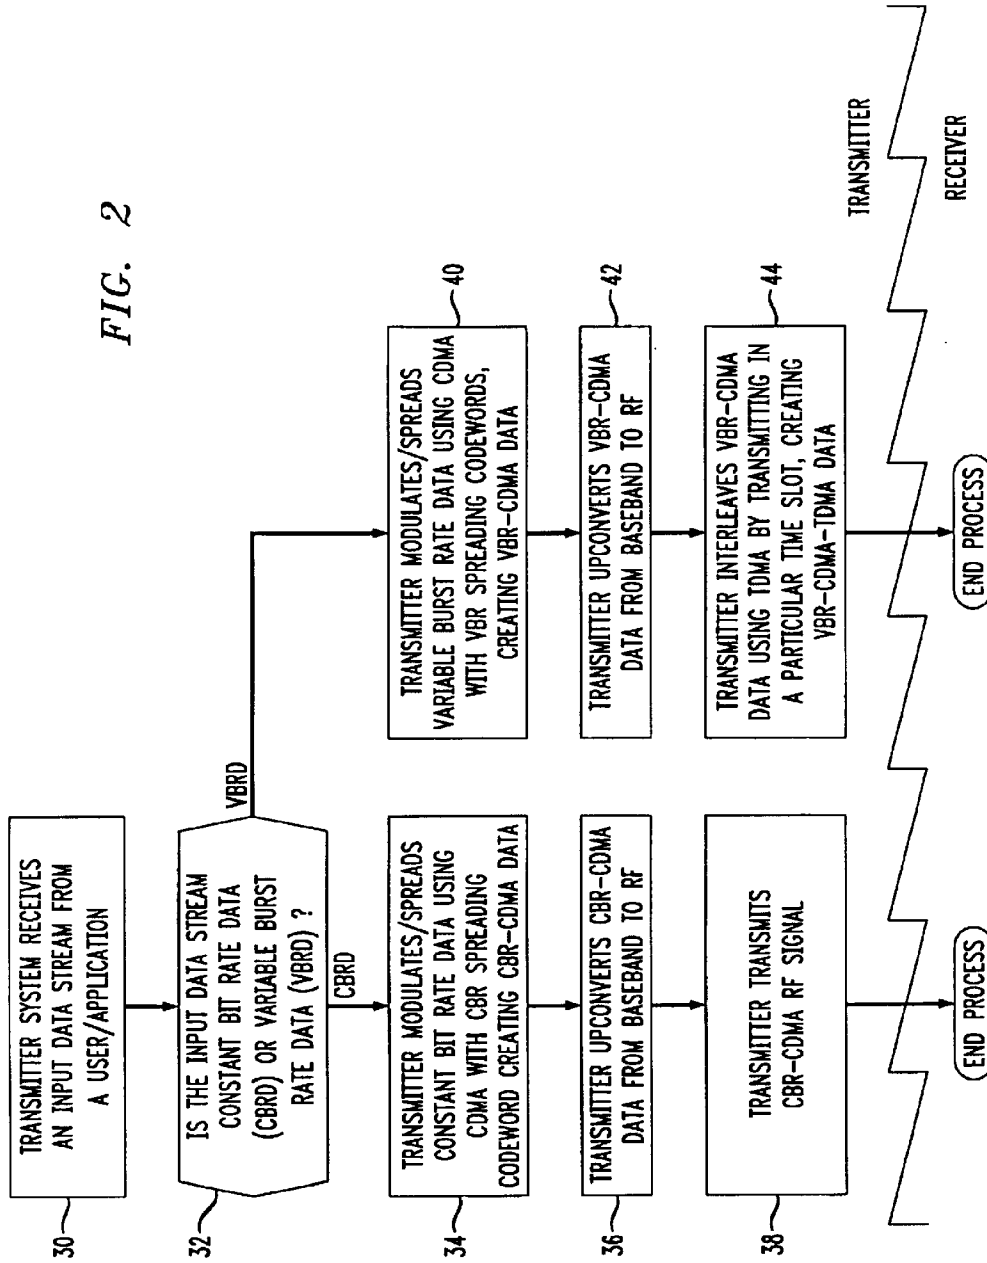 FIG. 2
30
TRANSMITTER SYSTEM RECEIVES
AN INPUT DATA STREAM FROM
A USER/APPLICATION
32
IS THE INPUT DATA STREAM
CONSTANT BIT RATE DATA
(CBRD) OR VARIABLE BURST
RATE DATA (VBRD) ?
VBRD
CBRD
34
TRANSMITTER MODULATES/SPREADS
CONSTANT BIT RATE DATA USING
CDMA WITH CBR SPREADING
CODEWORD CREATING CBR-CDMA DATA
36
TRANSMITTER UPCONVERTS CBR-CDMA
DATA FROM BASEBAND TO RF
38
TRANSMITTER TRANSMITS
CBR-CDMA RF SIGNAL
END PROCESS
40
TRANSMITTER MODULATES/SPREADS
VARIABLE BURST RATE DATA USING CDMA
WITH VBR SPREADING CODEWORDS,
CREATING VBR-CDMA DATA
42
TRANSMITTER UPCONVERTS VBR-CDMA
DATA FROM BASEBAND TO RF
44
TRANSMITTER INTERLEAVES VBR-CDMA
DATA USING TDMA BY TRANSMITTING IN
A PARTICULAR TIME SLOT, CREATING
VBR-CDMA-TDMA DATA
END PROCESS
TRANSMITTER
RECEIVER